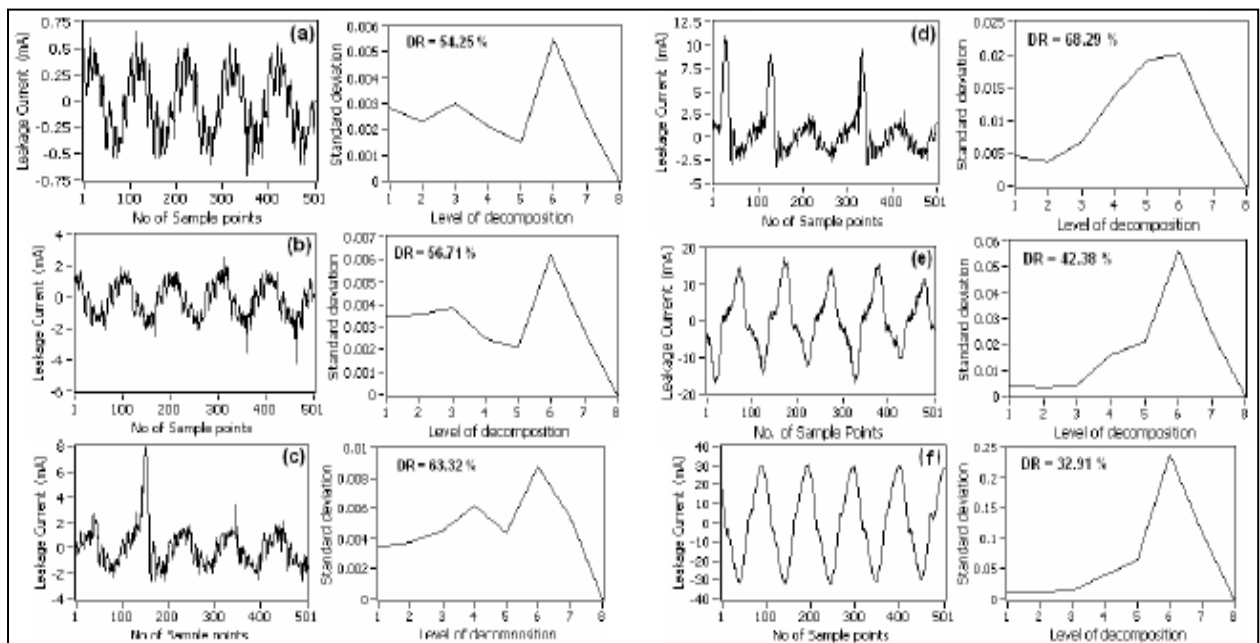 (a)
Leakage Current (mA)
0.75
0.5
0.25
0
-0.25
-0.5
0.75
1 100 200 300 400 501
No of Sample points
DR = 54.25 %
Standard deviation
0.006
0.005
0.004
0.003
0.002
0.001
0
1 2 3 4 5 6 7 8
Level of decomposition
(d)
Leakage Current (mA)
12.5
10
7.5
5
2.5
0
-2.5
-5
1 100 200 300 400 501
No of Sample points
DR = 68.29 %
Standard deviation
0.025
0.02
0.015
0.01
0.005
0
1 2 3 4 5 6 7 8
Level of decomposition
(b)
Leakage Current (mA)
4
2
0
-2
-4
-6
1 100 200 300 400 501
No of Sample points
DR = 56.71 %
Standard deviation
0.007
0.006
0.005
0.004
0.003
0.002
0.001
0
1 2 3 4 5 6 7 8
Level of decomposition
(e)
Leakage Current (mA)
20
10
0
-10
-20
1 100 200 300 400 501
No. of Sample Points
DR = 42.38 %
Standard deviation
0.06
0.05
0.04
0.03
0.02
0.01
0
1 2 3 4 5 6 7 8
Level of decomposition
(c)
Leakage Current (mA)
8
6
4
2
0
-2
-4
1 100 200 300 400 501
No of Sample points
DR = 63.32 %
Standard deviation
0.01
0.008
0.006
0.004
0.002
0
1 2 3 4 5 6 7 8
Level of decomposition
(f)
Leakage Current (mA)
40
30
20
10
0
-10
-20
-30
-40
1 100 200 300 400 501
No of Sample points
DR = 32.91 %
Standard deviation
0.25
0.2
0.15
0.1
0.05
0
1 2 3 4 5 6 7 8
Level of decomposition